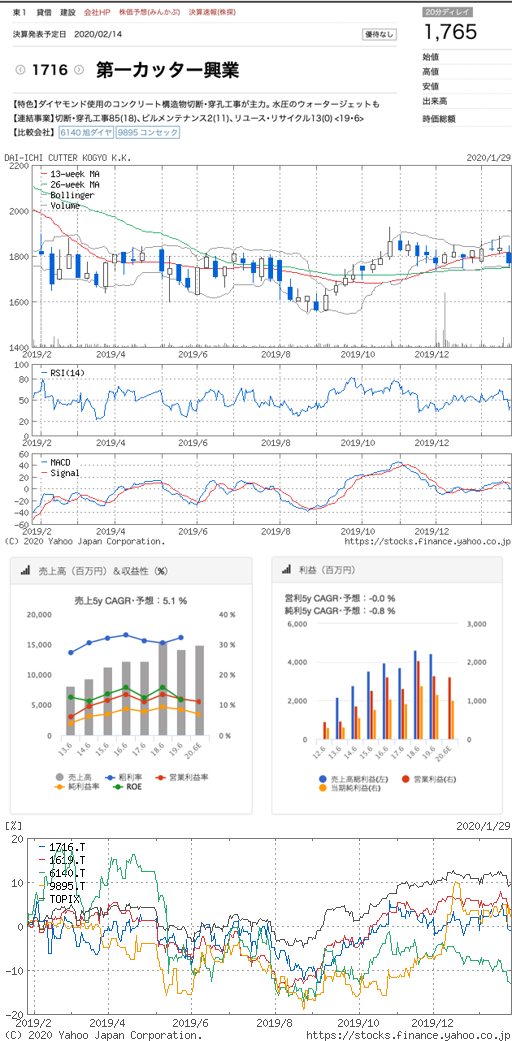 東1 貸借 建設 会社HP 株価予想(みんかぶ) 決算速報(株探)
20分ディレイ
決算発表予定日 2020/02/14
優待なし
1,765
1716 第一カッター興業
始値
高値
安値
出来高
時価総額
【特色】ダイヤモンド使用のコンクリート構造物切断・穿孔工事が主力。水圧のウォータージェットも
【連結事業】切断・穿孔工事85(18)、ビルメンテナンス2(11)、リユース・リサイクル13(0) <19・6>
【比較会社】 6140 旭ダイヤ 9895 コンセック
DAI-ICHI CUTTER KOGYO K.K. 2020/1/29
2200
2000
1800
1600
1400
13-week MA
26-week MA
Bollinger
Volume
2019/2 2019/4 2019/6 2019/8 2019/10 2019/12
100
50
0
RSI(14)
2019/2 2019/4 2019/6 2019/8 2019/10 2019/12
60
40
20
0
-20
-40
-60
MACD
Signal
2019/2 2019/4 2019/6 2019/8 2019/10 2019/12
(C) 2020 Yahoo Japan Corporation. https://stocks.finance.yahoo.co.jp
売上高（百万円）＆収益性（%）
売上5y CAGR・予想：5.1 %
20,000
15,000
10,000
5,000
0
40 %
30 %
20 %
10 %
0 %
13.6 14.6 15.6 16.6 17.6 18.6 19.6 20.6E
売上高 粗利率 営業利益率
純利益率 ROE
利益（百万円）
営利5y CAGR・予想：-0.0 %
純利5y CAGR・予想：-0.8 %
6,000
4,000
2,000
0
3,000
2,000
1,000
0
12.6 13.6 14.6 15.6 16.6 17.6 18.6 19.6 20.6E
売上高総利益(左) 営業利益(右)
当期純利益(右)
[%] 2020/1/29
20
10
0
-10
-20
1716.T
1619.T
6140.T
9895.T
TOPIX
2019/2 2019/4 2019/6 2019/8 2019/10 2019/12
(C) 2020 Yahoo Japan Corporation. https://stocks.finance.yahoo.co.jp